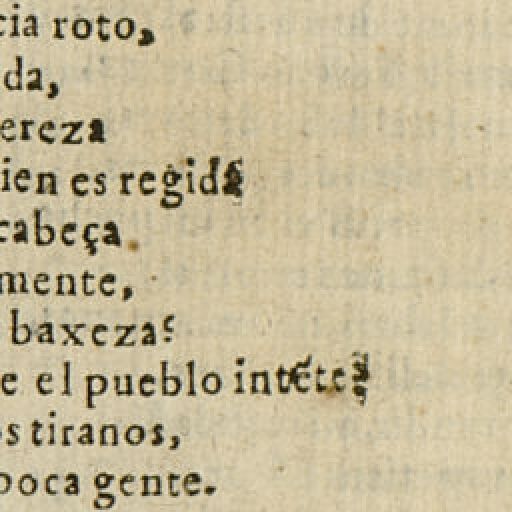 cia roto,
da,
ereza
ien es regida
cabeça
mente,
baxeza?
e el pueblo intéte,
s tiranos,
poca gente.